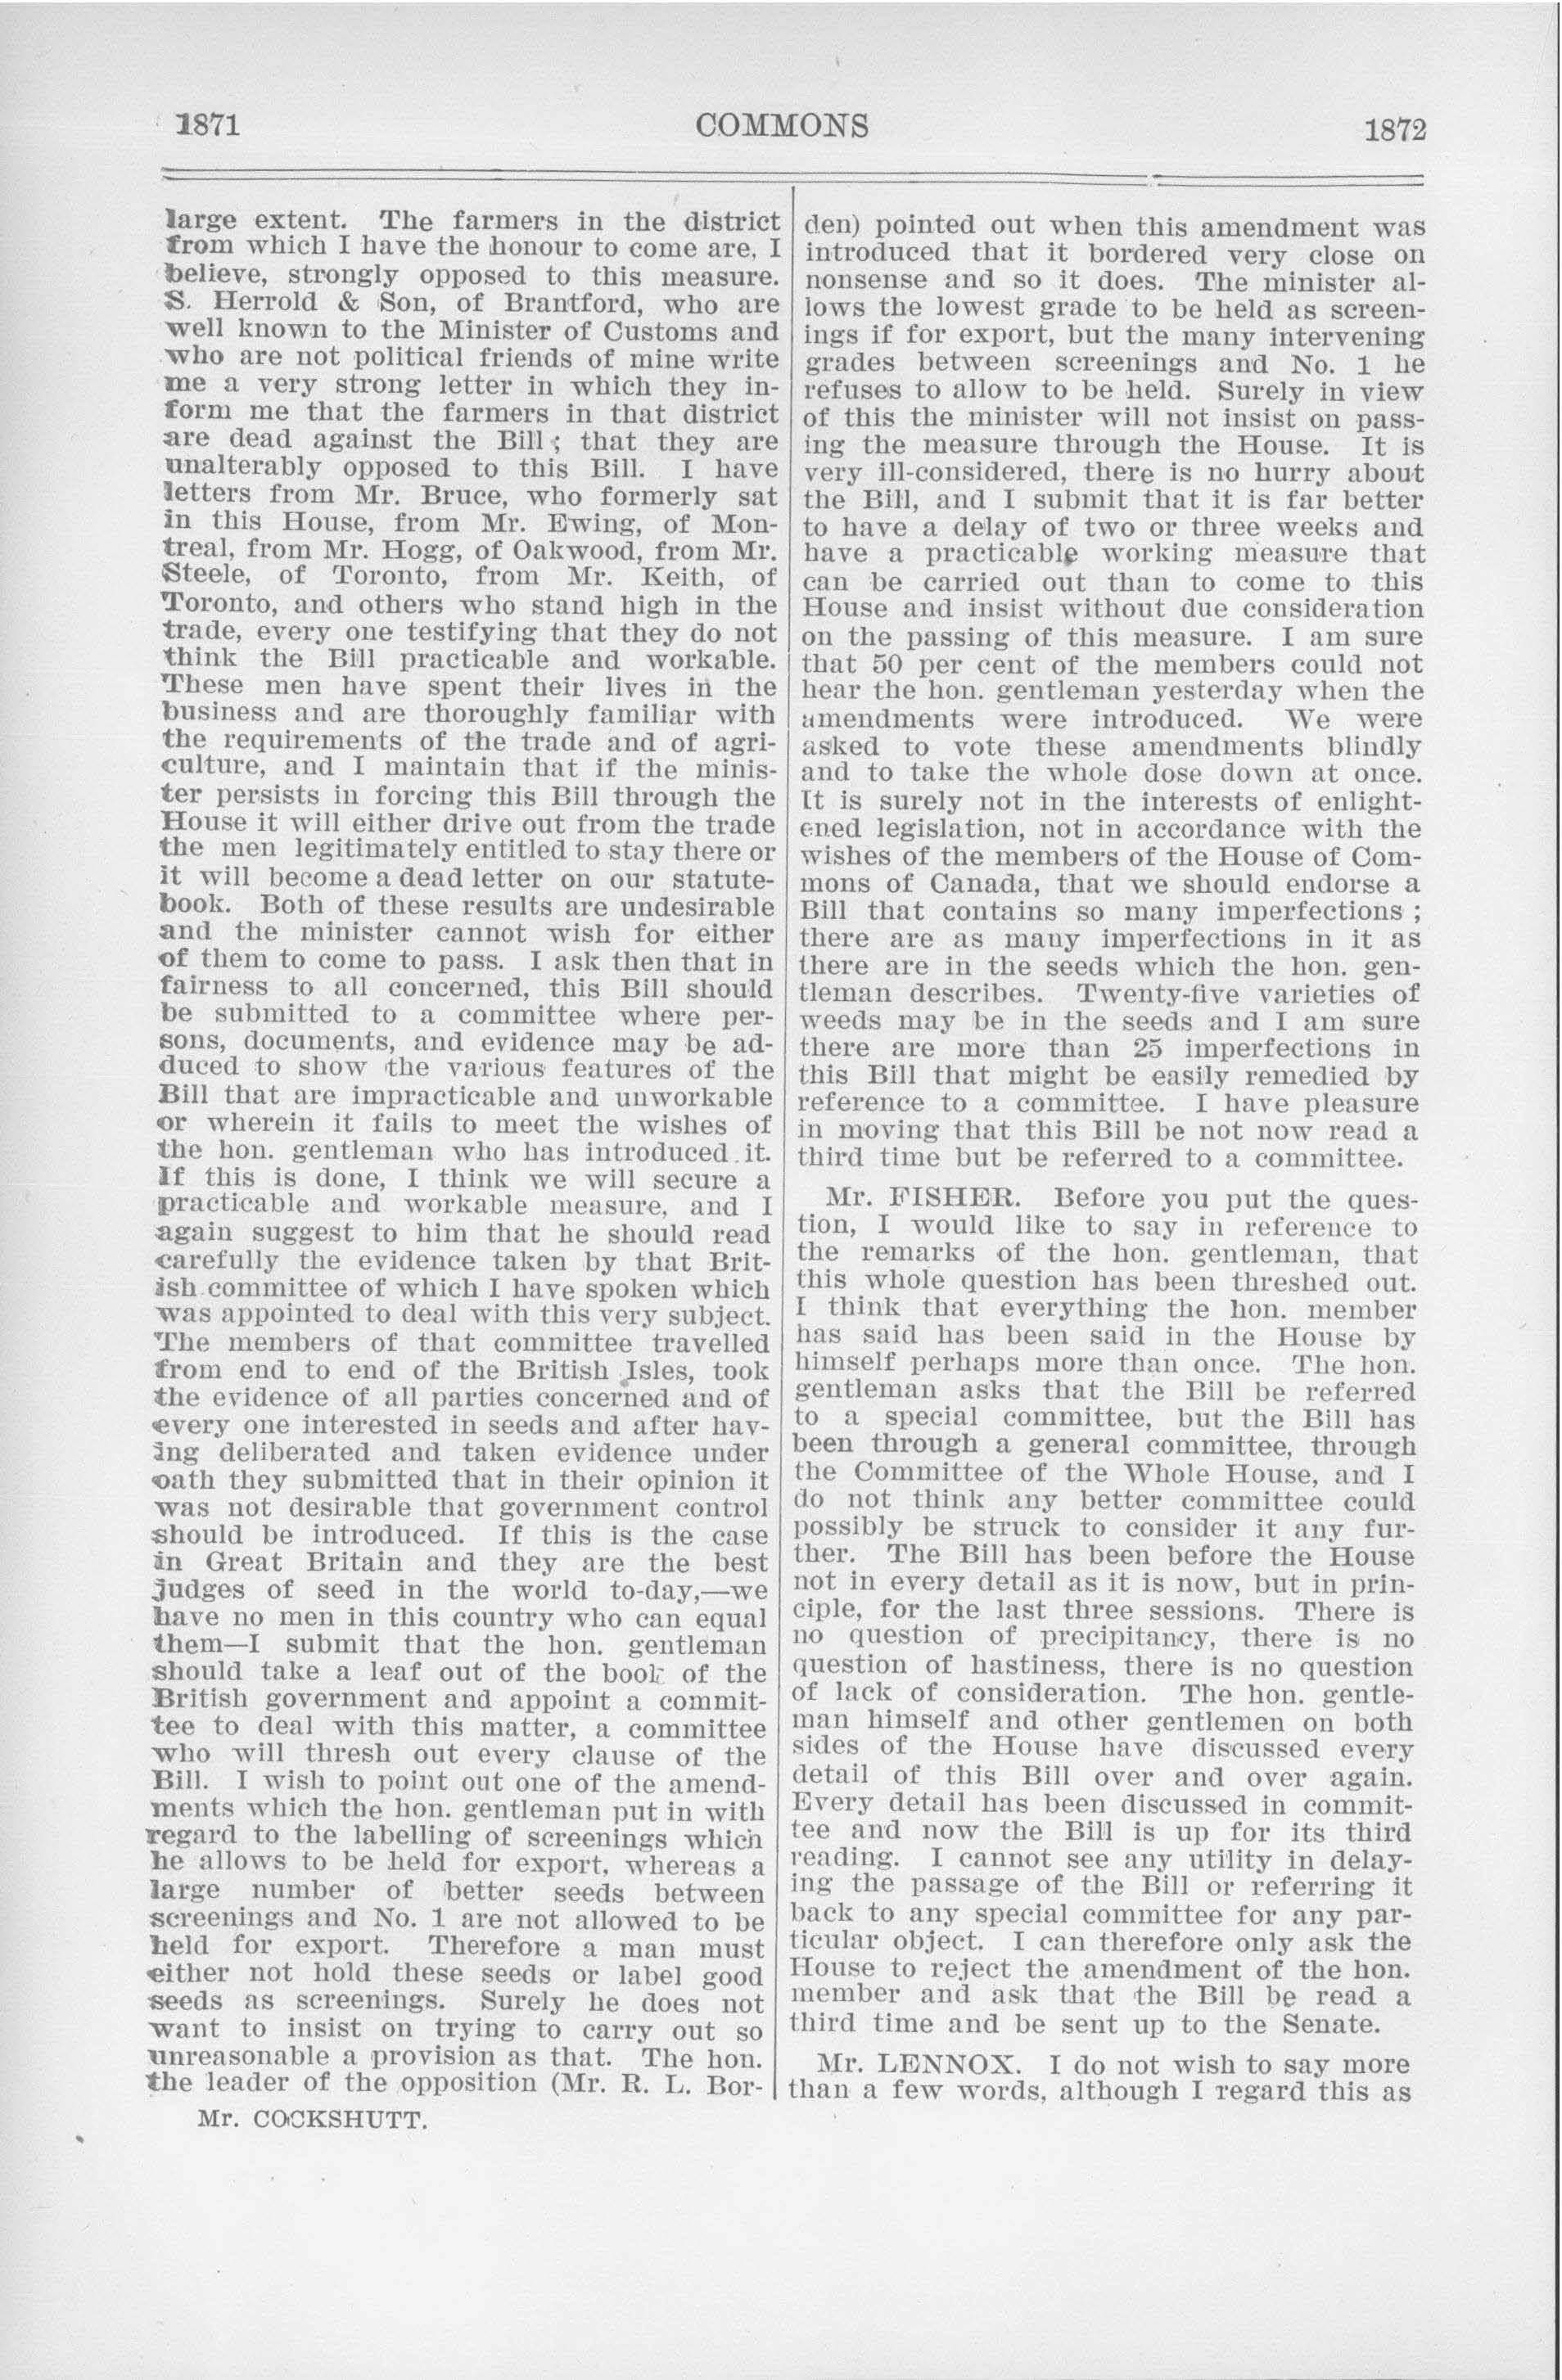 1871
COMMONS
1872
large extent. The farmers in the district
from which I have the honour to come are, I
believe, strongly opposed to this measure.
S. Herrold & Son, of Brantford, who are
well known to the Minister of Customs and
who are not political friends of mine write
me a very strong letter in which they in-
form me that the farmers in that district
are dead against the Bill ; that they are
unalterably opposed to this Bill. I have
letters from Mr. Bruce, who formerly sat
in this House, from Mr. Ewing, of Mon-
treal, from Mr. Hogg, of Oakwood, from Mr.
Steele, of Toronto, from Mr. Keith, of
Toronto, and others who stand high in the
trade, every one testifying that they do not
think the Bill practicable and workable.
These men have spent their lives in the
business and are thoroughly familiar with
the requirements of the trade and of agri-
culture, and I maintain that if the minis-
ter persists in forcing this Bill through the
House it will either drive out from the trade
the men legitimately entitled to stay there or
it will become a dead letter on our statute-
book. Both of these results are undesirable
and the minister cannot wish for either
of them to come to pass. I ask then that in
fairness to all concerned, this Bill should
be submitted to a committee where per-
sons, documents, and evidence may be ad-
duced to show the various features of the
Bill that are impracticable and unworkable
or wherein it fails to meet the wishes of
the hon. gentleman who has introduced it.
If this is done, I think we will secure a
practicable and workable measure, and I
again suggest to him that he should read
carefully the evidence taken by that Brit-
ish committee of which I have spoken which
was appointed to deal with this very subject.
The members of that committee travelled
from end to end of the British Isles, took
the evidence of all parties concerned and of
every one interested in seeds and after hav-
ing deliberated and taken evidence under
oath they submitted that in their opinion it
was not desirable that government control
should be introduced. If this is the case
in Great Britain and they are the best
judges of seed in the world to-day,—we
have no men in this country who can equal
them—I submit that the hon. gentleman
should take a leaf out of the book of the
British government and appoint a commit-
tee to deal with this matter, a committee
who will thresh out every clause of the
Bill. I wish to point out one of the amend-
ments which the hon. gentleman put in with
regard to the labelling of screenings which
he allows to be held for export, whereas a
large number of better seeds between
screenings and No. 1 are not allowed to be
held for export. Therefore a man must
either not hold these seeds or label good
seeds as screenings. Surely he does not
want to insist on trying to carry out so
unreasonable a provision as that. The hon.
the leader of the opposition (Mr. R. L. Bor-
Mr. COCKSHUTT.
den) pointed out when this amendment was
introduced that it bordered very close on
nonsense and so it does. The minister al-
lows the lowest grade to be held as screen-
ings if for export, but the many intervening
grades between screenings and No. 1 he
refuses to allow to be held. Surely in view
of this the minister will not insist on pass-
ing the measure through the House. It is
very ill-considered, there is no hurry about
the Bill, and I submit that it is far better
to have a delay of two or three weeks and
have a practicable working measure that
can be carried out than to come to this
House and insist without due consideration
on the passing of this measure. I am sure
that 50 per cent of the members could not
hear the hon. gentleman yesterday when the
amendments were introduced. We were
asked to vote these amendments blindly
and to take the whole dose down at once.
It is surely not in the interests of enlight-
ened legislation, not in accordance with the
wishes of the members of the House of Com-
mons of Canada, that we should endorse a
Bill that contains so many imperfections ;
there are as many imperfections in it as
there are in the seeds which the hon. gen-
tleman describes. Twenty-five varieties of
weeds may be in the seeds and I am sure
there are more than 25 imperfections in
this Bill that might be easily remedied by
reference to a committee. I have pleasure
in moving that this Bill be not now read a
third time but be referred to a committee.
Mr. FISHER. Before you put the ques-
tion, I would like to say in reference to
the remarks of the hon. gentleman, that
this whole question has been threshed out.
I think that everything the hon. member
has said has been said in the House by
himself perhaps more than once. The hon.
gentleman asks that the Bill be referred
to a special committee, but the Bill has
been through a general committee, through
the Committee of the Whole House, and I
do not think any better committee could
possibly be struck to consider it any fur-
ther. The Bill has been before the House
not in every detail as it is now, but in prin-
ciple, for the last three sessions. There is
no question of precipitancy, there is no
question of hastiness, there is no question
of lack of consideration. The hon. gentle-
man himself and other gentlemen on both
sides of the House have discussed every
detail of this Bill over and over again.
Every detail has been discussed in commit-
tee and now the Bill is up for its third
reading. I cannot see any utility in delay-
ing the passage of the Bill or referring it
back to any special committee for any par-
ticular object. I can therefore only ask the
House to reject the amendment of the hon.
member and ask that the Bill be read a
third time and be sent up to the Senate.
Mr. LENNOX. I do not wish to say more
than a few words, although I regard this as